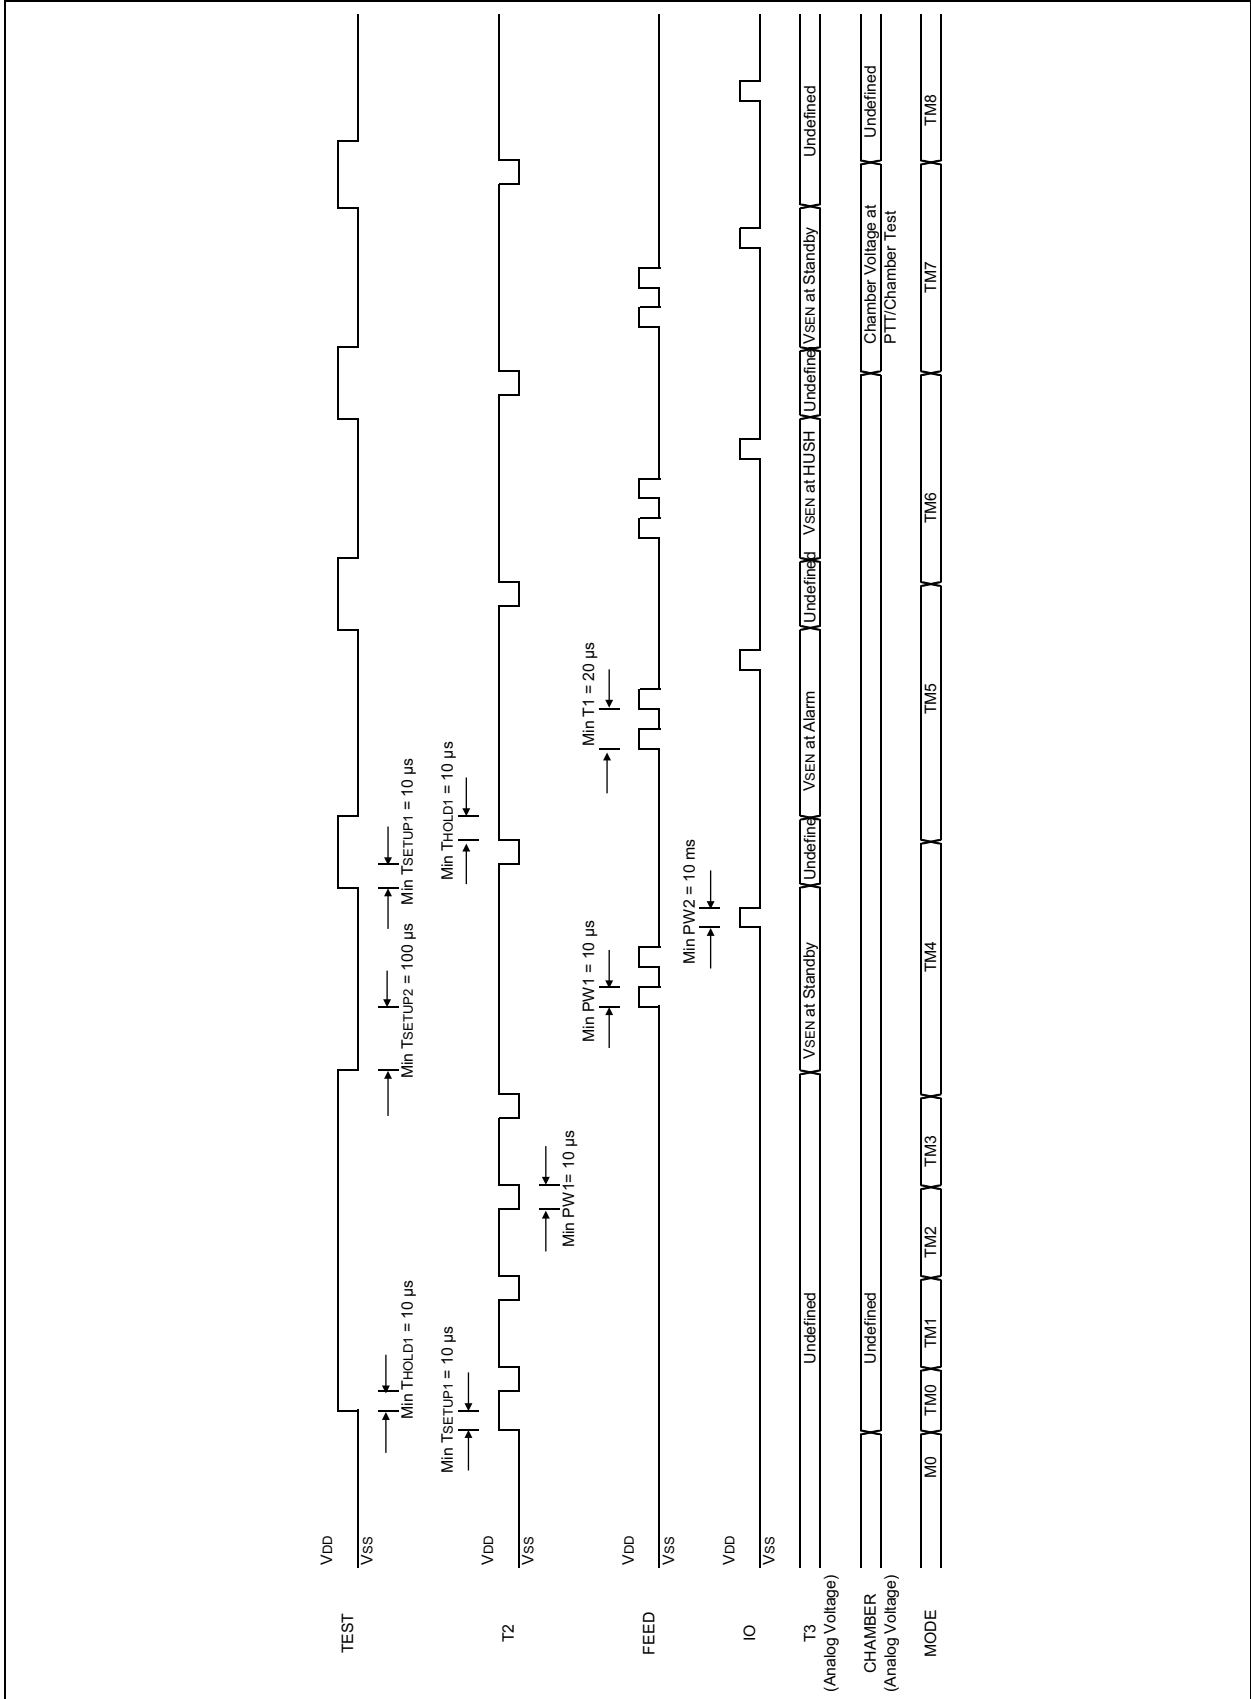 TEST
VDD
VSS
Min THOLD1 = 10 µs
Min TSETUP2 = 100 µs
Min TSETUP1 = 10 µs
T2
VDD
VSS
Min TSETUP1 = 10 µs
Min PW1= 10 µs
Min THOLD1 = 10 µs
FEED
VDD
VSS
Min PW1 = 10 µs
Min T1 = 20 µs
IO
VDD
VSS
Min PW2 = 10 ms
T3
(Analog Voltage)
Undefined
VSEN at Standby
Undefine
VSEN at Alarm
Undefined
VSEN at HUSH
Undefine
VSEN at Standby
Undefined
CHAMBER
(Analog Voltage)
Undefined
Chamber Voltage at
PTT/Chamber Test
Undefined
MODE
M0
TM0
TM1
TM2
TM3
TM4
TM5
TM6
TM7
TM8